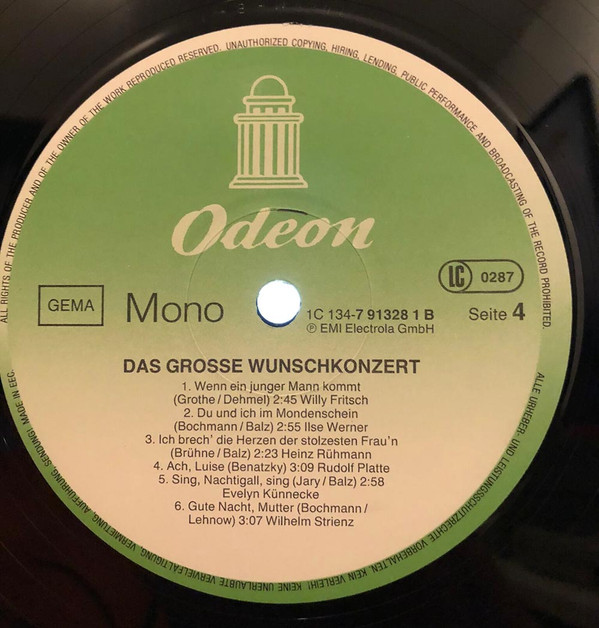 ALL RIGHTS OF THE PRODUCER AND OF THE OWNER OF THE WORK REPRODUCED RESERVED. UNAUTHORIZED COPYING, HIRING, LENDING, PUBLIC PERFORMANCE AND BROADCASTING OF THE RECORD PROHIBITED.
Odeon
LC 0287
GEMA
Mono
1C 134-7 91328 1 B
℗ EMI Electrola GmbH
Seite 4
DAS GROSSE WUNSCHKONZERT
1. Wenn ein junger Mann kommt
(Grothe/Dehmel) 2:45 Willy Fritsch
2. Du und ich im Mondenschein
(Bochmann/Balz) 2:55 Ilse Werner
3. Ich brech' die Herzen der stolzesten Frau'n
(Brühne/Balz) 2:23 Heinz Rühmann
4. Ach, Luise (Benatzky) 3:09 Rudolf Platte
5. Sing, Nachtigall, sing (Jary/Balz) 2:58
Evelyn Künnecke
6. Gute Nacht, Mutter (Bochmann/
Lehnow) 3:07 Wilhelm Strienz
ALLE URHEBER- UND LEISTUNGSSCHUTZRECHTE VORBEHALTEN. KEIN VERLEIH! KEINE UNERLAUBTE VERVIELFÄLTIGUNG, VERMIETUNG, AUFFÜHRUNG, SENDUNG! MADE IN EEC.